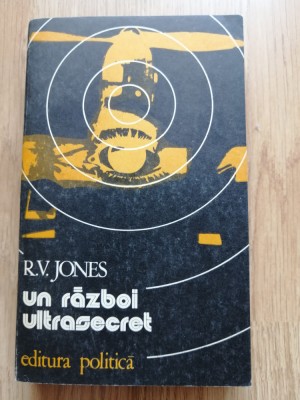 R.V. JONES
un război
ultrasecret
editura politică